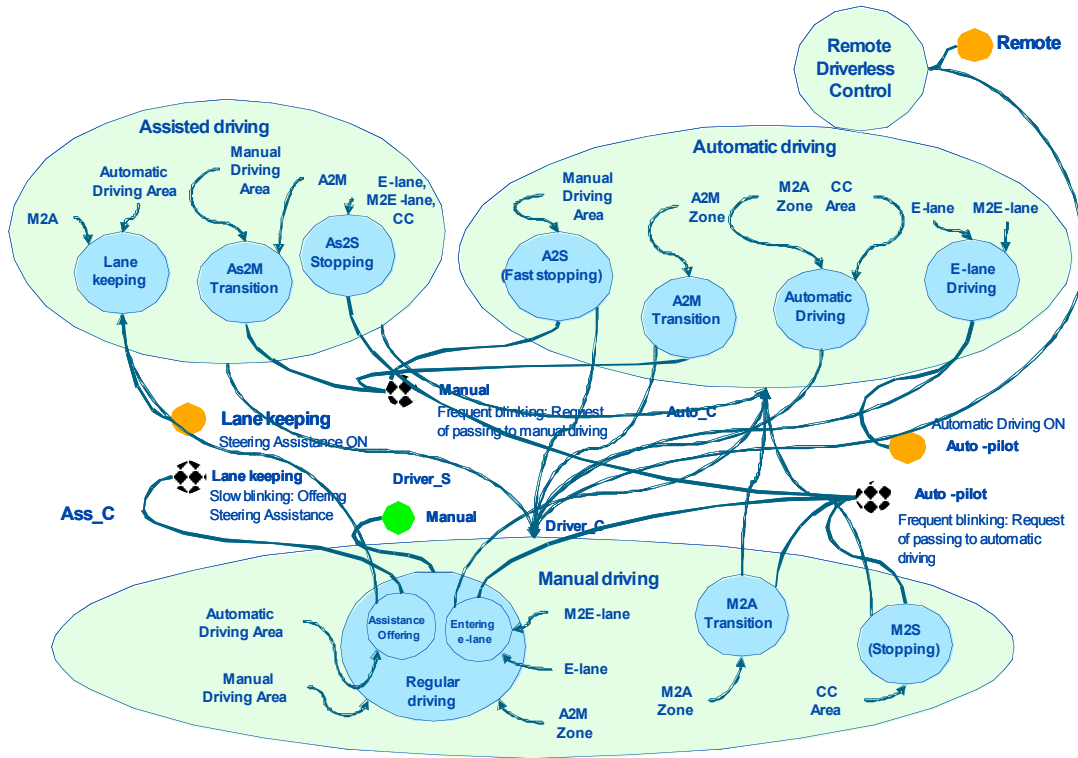 Remote
Driverless
Control
Remote
Assisted driving
Automatic
Driving Area
Manual
Driving
Area
A2M
E-lane,
M2E-lane,
CC
M2A
Lane
keeping
As2M
Transition
As2S
Stopping
Automatic driving
Manual
Driving
Area
A2M
Zone
M2A
Zone
CC
Area
E-lane
M2E-lane
A2S
(Fast stopping)
A2M
Transition
Automatic
Driving
E-lane
Driving
Manual
Frequent blinking: Request
of passing to manual driving
Auto_C
Lane keeping
Steering Assistance ON
Automatic Driving ON
Auto -pilot
Lane keeping
Slow blinking: Offering
Steering Assistance
Driver_S
Ass_C
Manual
Driver_C
Auto -pilot
Frequent blinking: Request
of passing to automatic
driving
Manual driving
Automatic
Driving Area
Manual
Driving Area
Assistance
Offering
Entering
e-lane
Regular
driving
M2E-lane
E-lane
A2M
Zone
M2A
Transition
M2A
Zone
M2S
(Stopping)
CC
Area